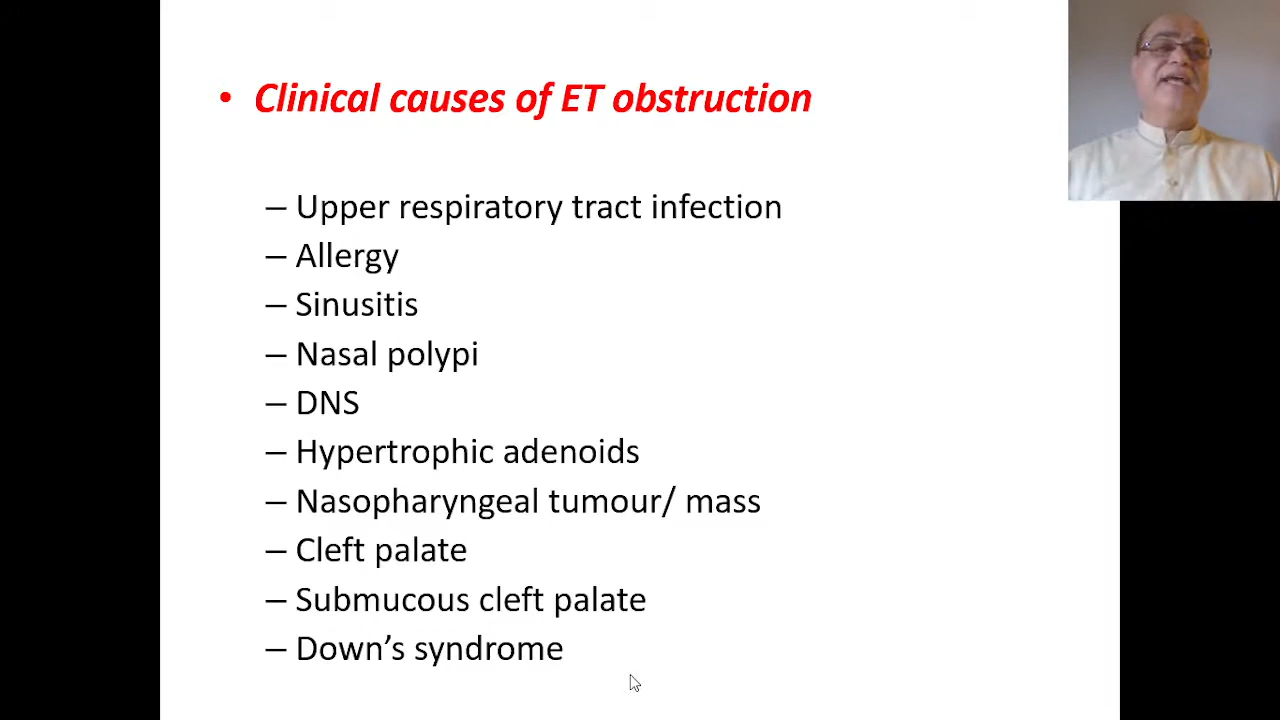 • Clinical causes of ET obstruction
– Upper respiratory tract infection
– Allergy
– Sinusitis
– Nasal polypi
– DNS
– Hypertrophic adenoids
– Nasopharyngeal tumour/ mass
– Cleft palate
– Submucous cleft palate
– Down’s syndrome